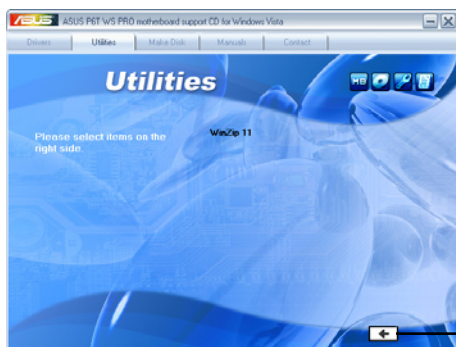 ASUS ASUS P6T WS PRO motherboard support CD for Windows Vista
Drivers Utilities Make Disk Manuals Contact
Utilities
MB
Please select items on the
right side.
WinZip 11